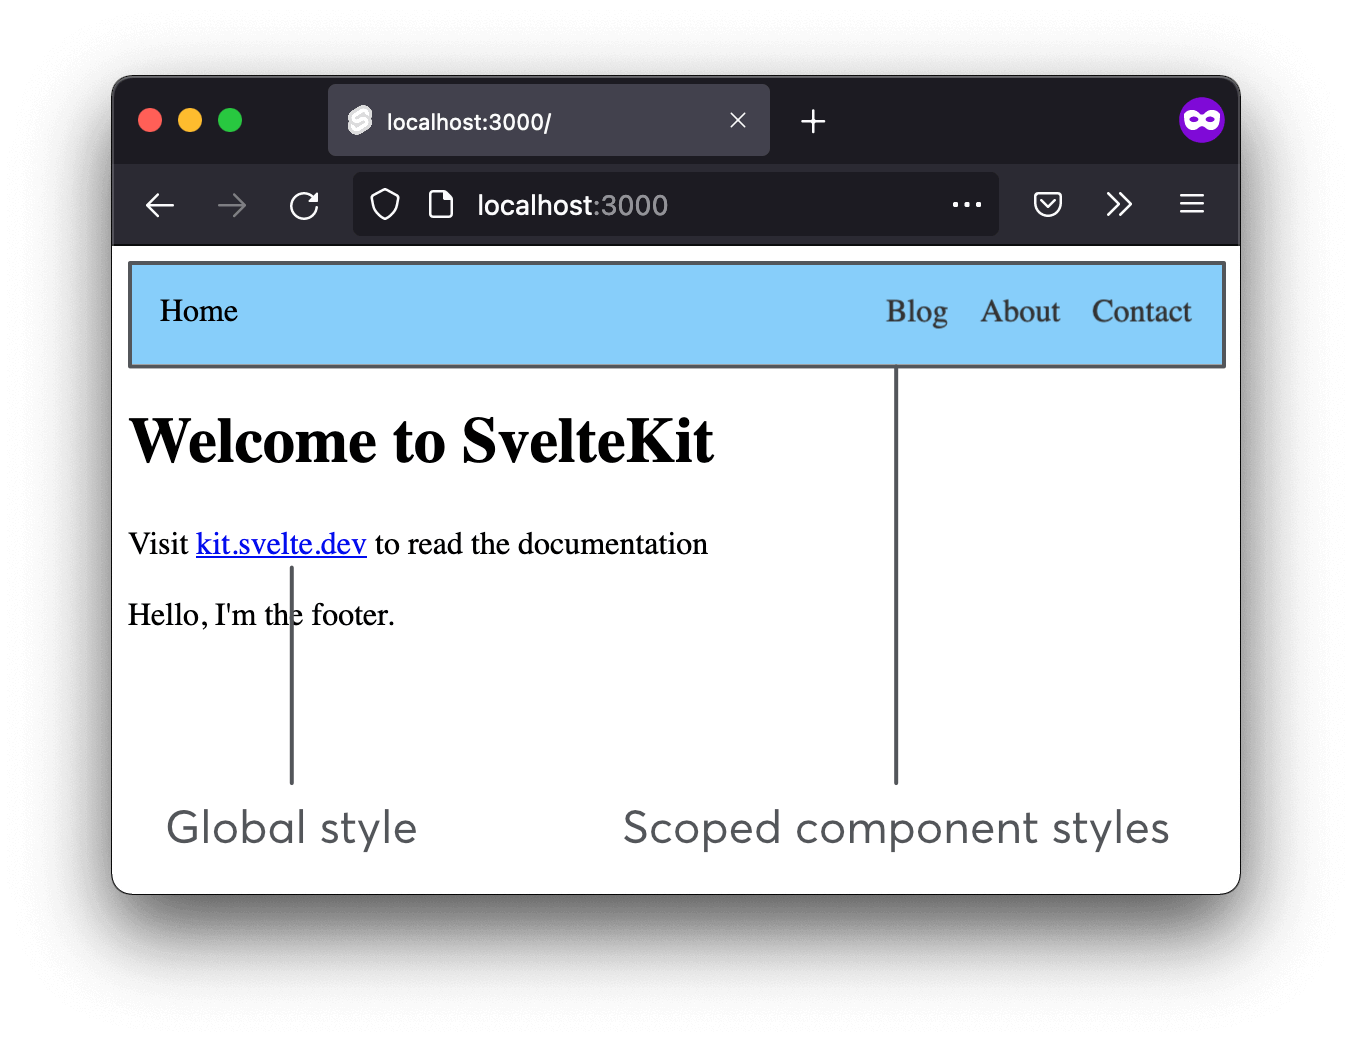 localhost:3000/
localhost:3000
Home Blog About Contact
Welcome to SvelteKit
Visit kit.svelte.dev to read the documentation
Hello, I'm the footer.
Global style Scoped component styles